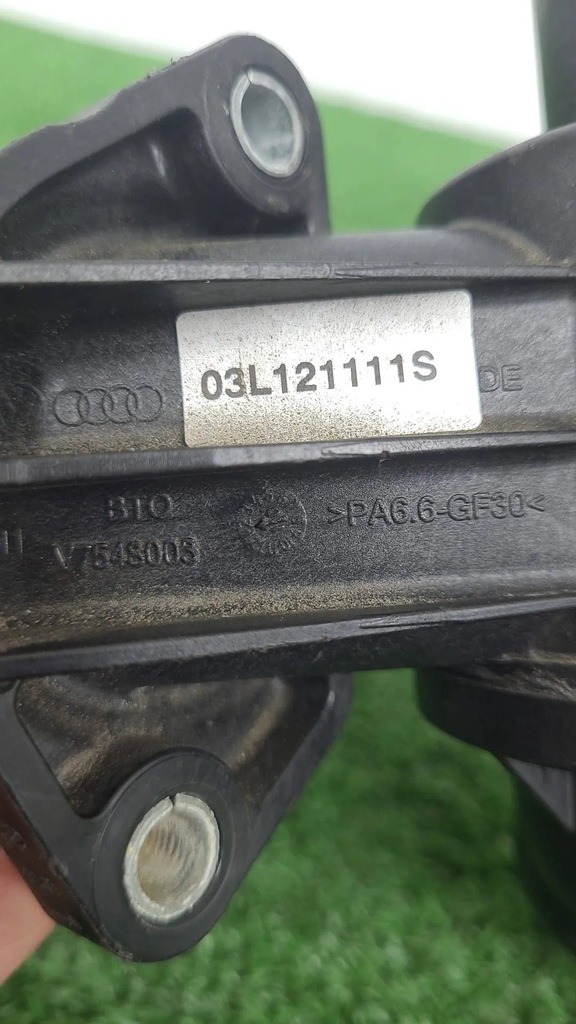 03L121111S
DE
BTO
>PA6.6-GF30<
V7548003